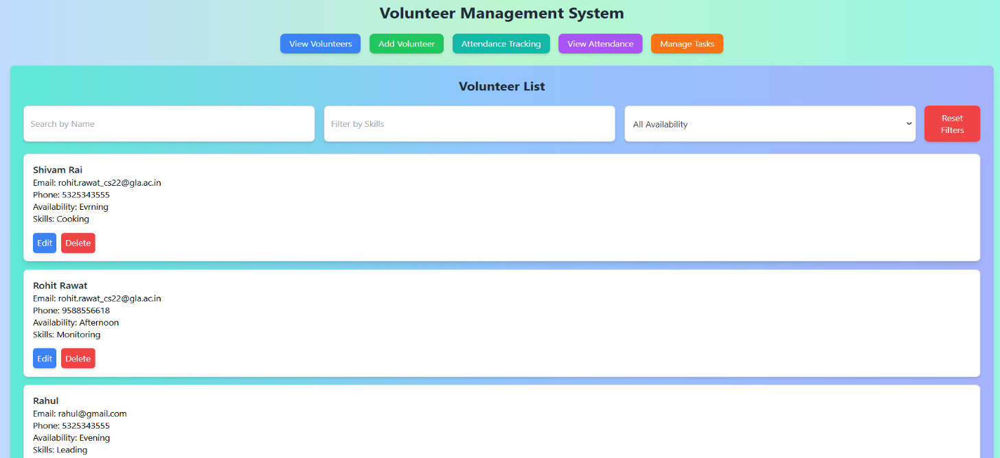 Volunteer Management System
View Volunteers Add Volunteer Attendance Tracking View Attendance Manage Tasks
Volunteer List
Search by Name Filter by Skills All Availability Reset
Filters
Shivam Rai
Email: rohit.rawat_cs22@gla.ac.in
Phone: 5325343555
Availability: Evrning
Skills: Cooking
Edit Delete
Rohit Rawat
Email: rohit.rawat_cs22@gla.ac.in
Phone: 9588556618
Availability: Afternoon
Skills: Monitoring
Edit Delete
Rahul
Email: rahul@gmail.com
Phone: 5325343555
Availability: Evening
Skills: Leading